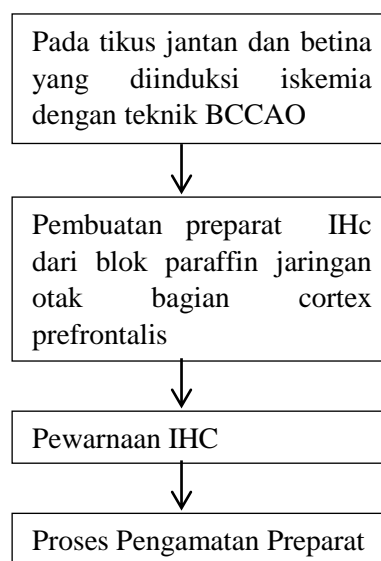 Pada tikus jantan dan betina
yang diinduksi iskemia
dengan teknik BCCAO
Pembuatan preparat IHc
dari blok paraffin jaringan
otak bagian cortex
prefrontalis
Pewarnaan IHC
Proses Pengamatan Preparat